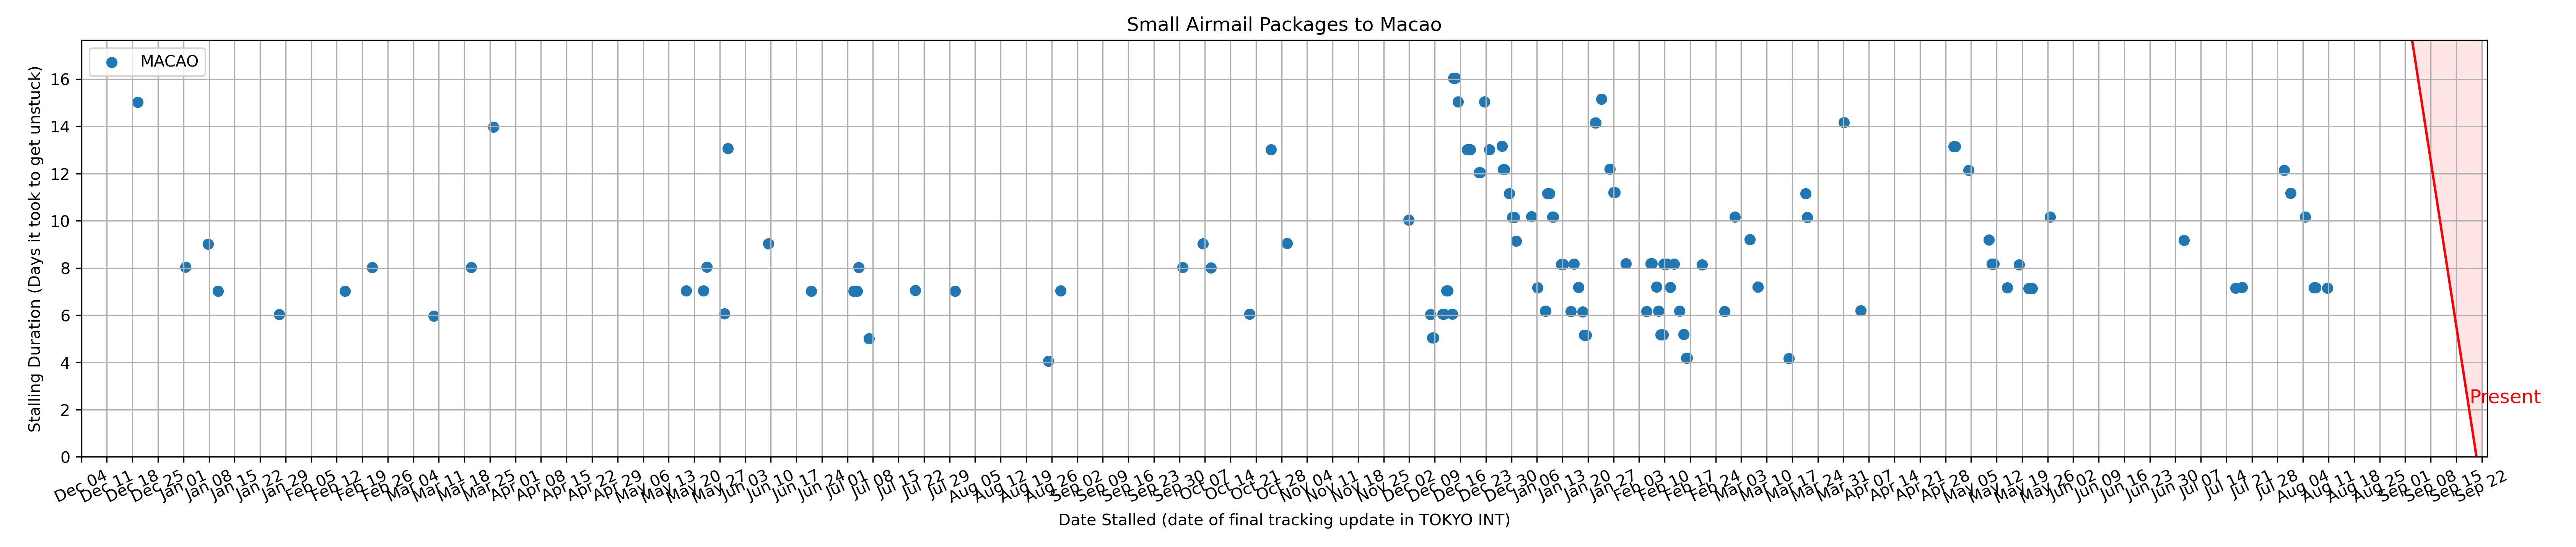 Small Airmail Packages to Macao
MACAO
Stalling Duration (Days it took to get unstuck)
16
14
12
10
8
6
4
2
0
Present
Dec 04
Dec 11
Dec 18
Dec 25
Jan 01
Jan 08
Jan 15
Jan 22
Jan 29
Feb 05
Feb 12
Feb 19
Feb 26
Mar 04
Mar 11
Mar 18
Mar 25
Apr 01
Apr 08
Apr 15
Apr 22
Apr 29
May 06
May 13
May 20
May 27
Jun 03
Jun 10
Jun 17
Jun 24
Jul 01
Jul 08
Jul 15
Jul 22
Jul 29
Aug 05
Aug 12
Aug 19
Aug 26
Sep 02
Sep 09
Sep 16
Sep 23
Sep 30
Oct 07
Oct 14
Oct 21
Oct 28
Nov 04
Nov 11
Nov 18
Nov 25
Dec 02
Dec 09
Dec 16
Dec 23
Dec 30
Jan 06
Jan 13
Jan 20
Jan 27
Feb 03
Feb 10
Feb 17
Feb 24
Mar 03
Mar 10
Mar 17
Mar 24
Mar 31
Apr 07
Apr 14
Apr 21
Apr 28
May 05
May 12
May 19
May 26
Jun 02
Jun 09
Jun 16
Jun 23
Jun 30
Jul 07
Jul 14
Jul 21
Jul 28
Aug 04
Aug 11
Aug 18
Aug 25
Sep 01
Sep 08
Sep 15
Sep 22
Date Stalled (date of final tracking update in TOKYO INT)